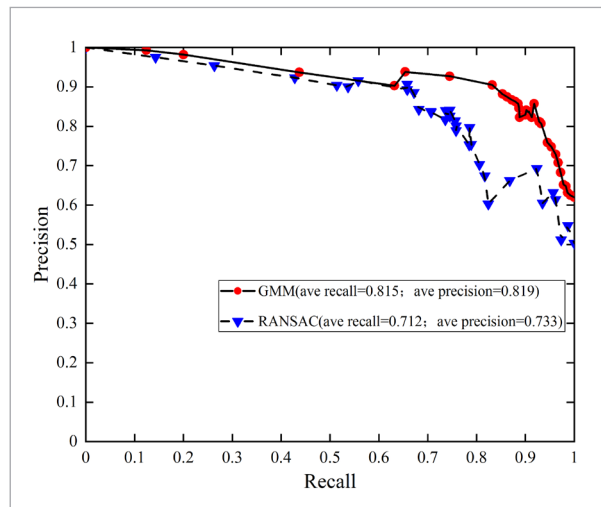 1
0.9
0.8
0.7
0.6
0.5
0.4
0.3
0.2
0.1
0
Precision
GMM(ave recall=0.815；ave precision=0.819)
RANSAC(ave recall=0.712；ave precision=0.733)
0 0.1 0.2 0.3 0.4 0.5 0.6 0.7 0.8 0.9 1
Recall